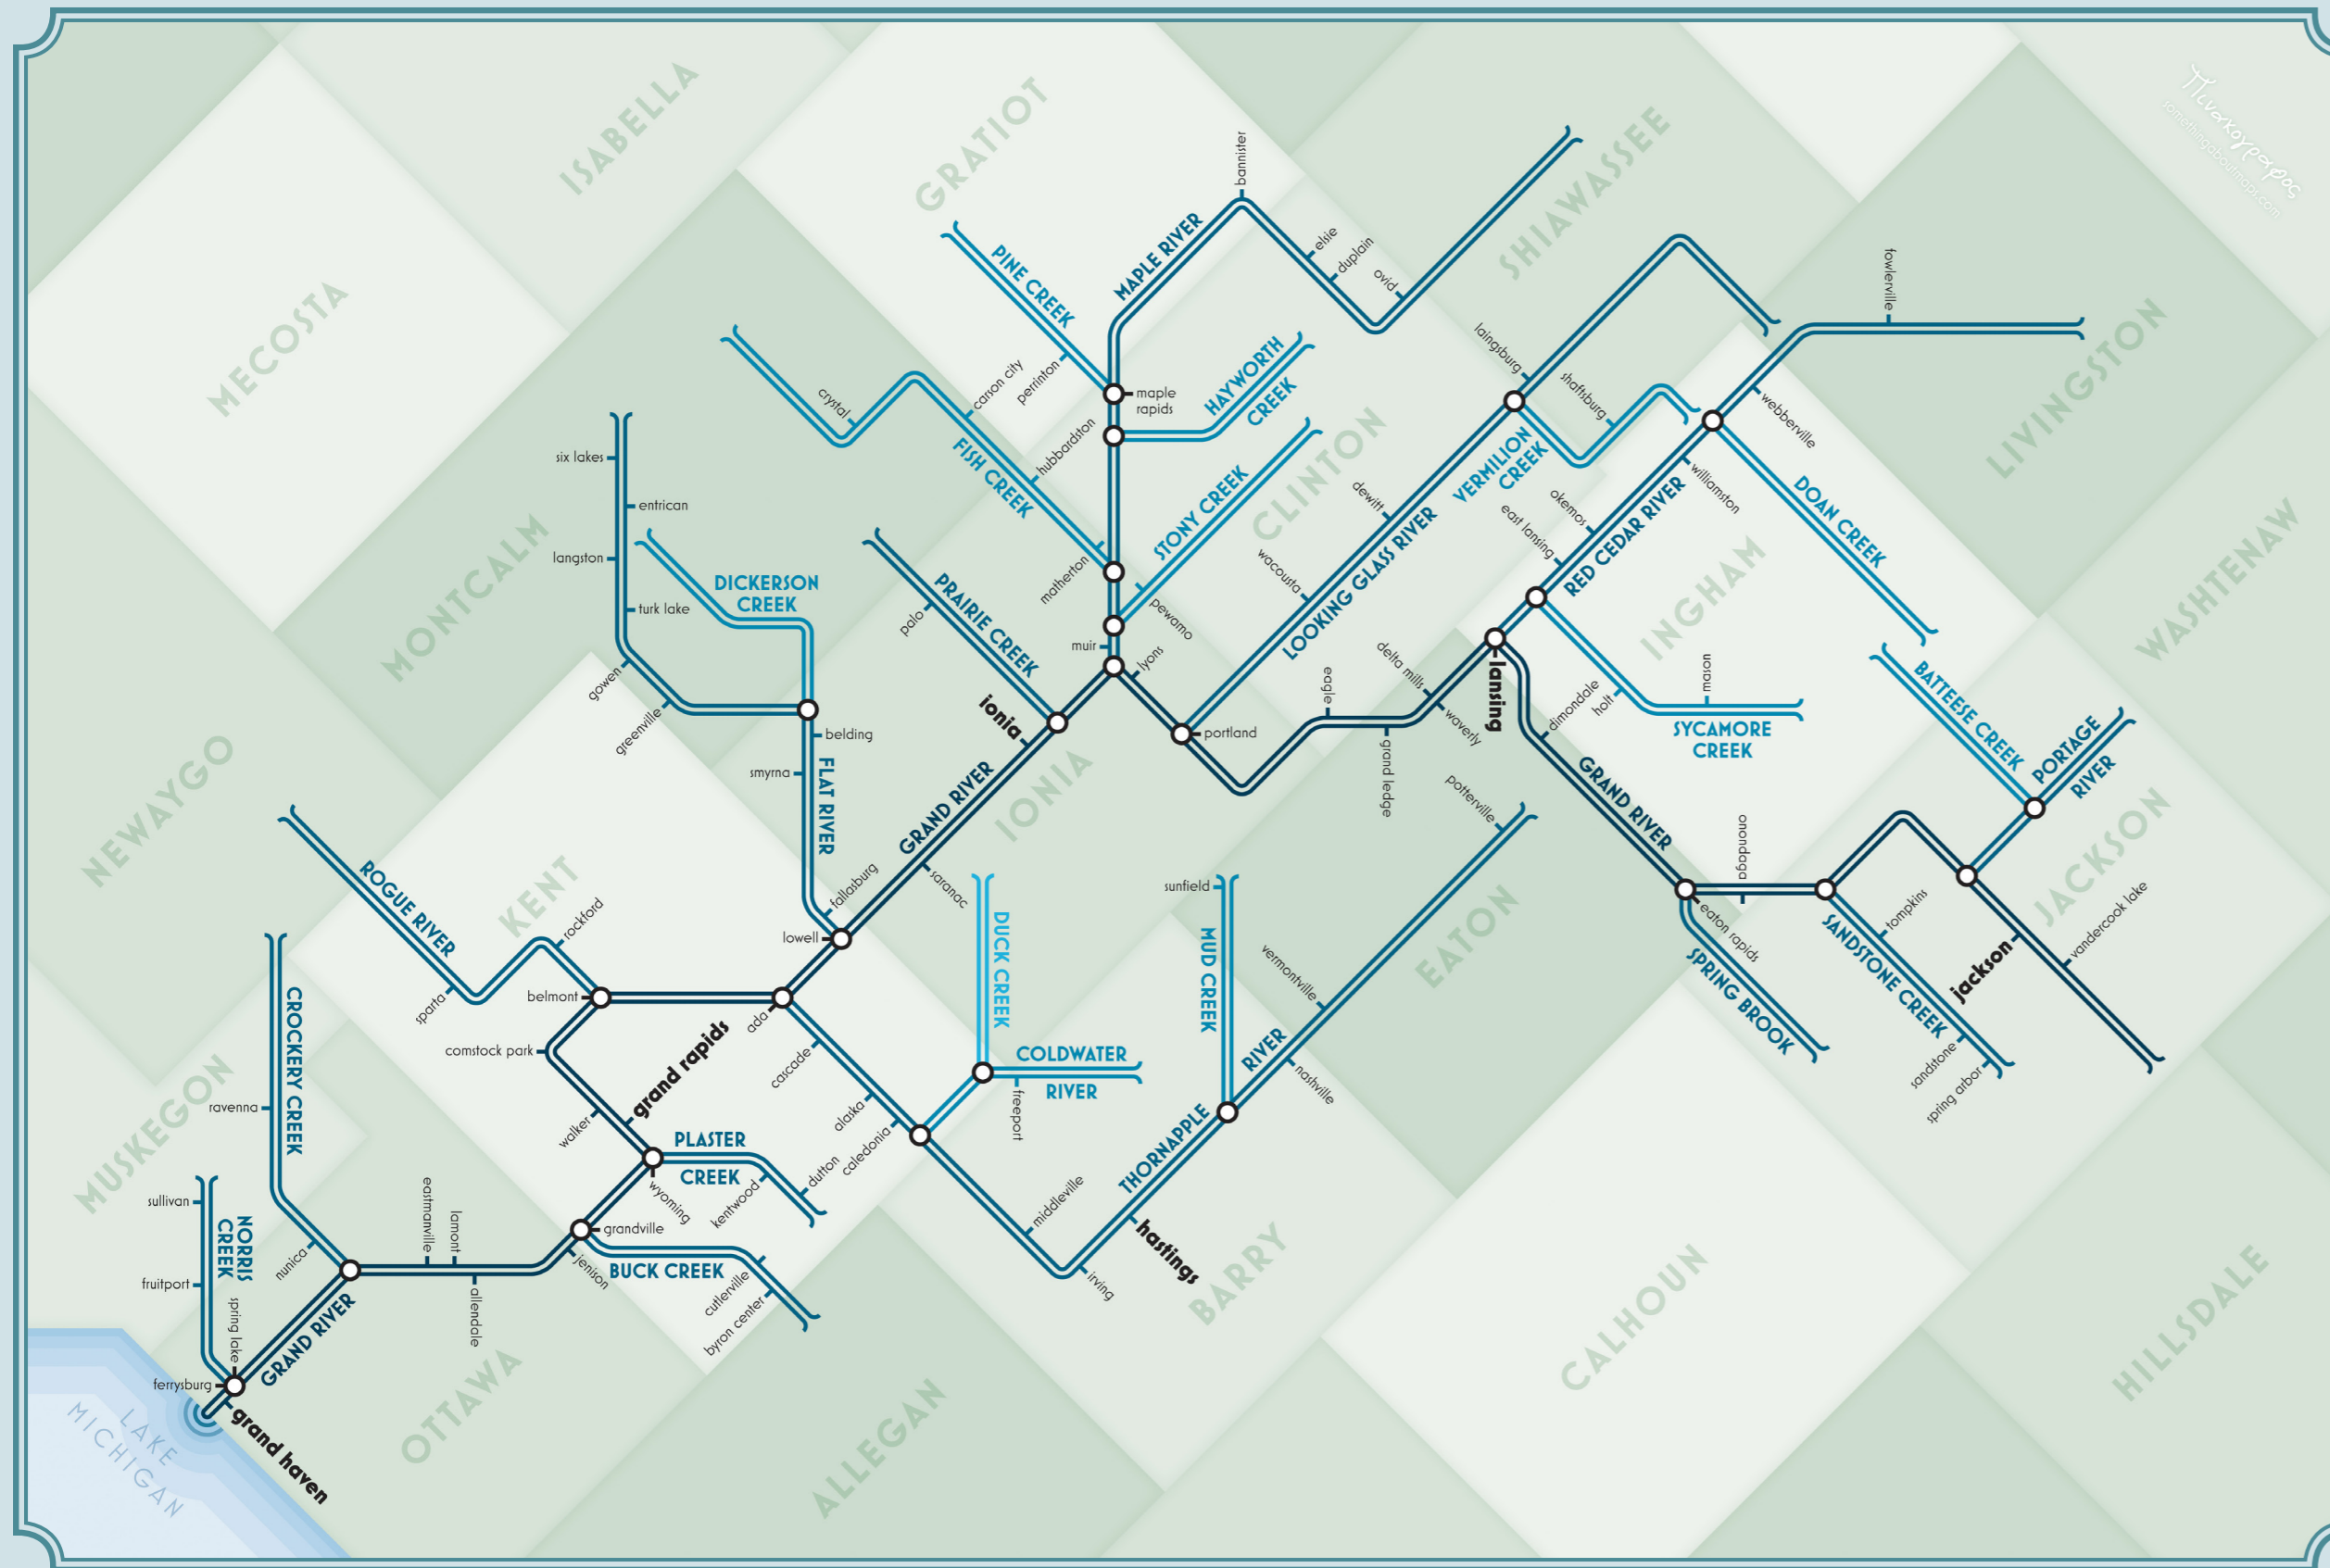 ISABELLA
GRATIOT
SHIAWASSEE
MECOSTA
MONTCALM
CLINTON
LIVINGSTON
INGHAM
WASHTENAW
NEWAYGO
KENT
IONIA
EATON
JACKSON
MUSKEGON
OTTAWA
ALLEGAN
BARRY
CALHOUN
HILLSDALE
Πινακογραφος
somethingaboutmaps.com
bannister
MAPLE RIVER
elsie
duplain
ovid
PINE CREEK
perrinton
maple
rapids
HAYWORTH
CREEK
crystal
carson city
FISH CREEK
hubbardston
matherton
STONY CREEK
pewamo
muir
lyons
laingsburg
shaftsburg
VERMILION
CREEK
dewitt
wacousta
LOOKING GLASS RIVER
portland
fowlerville
webberville
williamston
okemos
east lansing
RED CEDAR RIVER
DOAN CREEK
holt
mason
SYCAMORE
CREEK
lansing
dimondale
GRAND RIVER
delta mills
waverly
eagle
grand ledge
BATTEESE CREEK
PORTAGE
RIVER
onondaga
eaton rapids
SPRING BROOK
SANDSTONE CREEK
tompkins
sandstone
spring arbor
jackson
vandercook lake
six lakes
entrican
langston
turk lake
gowen
greenville
DICKERSON
CREEK
belding
smyrna
FLAT RIVER
fallasburg
lowell
PRAIRIE CREEK
palo
ionia
GRAND RIVER
saranac
ROGUE RIVER
sparta
rockford
belmont
comstock park
ada
grand rapids
walker
cascade
alaska
caledonia
DUCK CREEK
COLDWATER
RIVER
freeport
MUD CREEK
sunfield
potterville
vermontville
nashville
THORNAPPLE
RIVER
hastings
middleville
irving
PLASTER
CREEK
wyoming
kentwood
dutton
grandville
jenison
BUCK CREEK
cutlerville
byron center
CROCKERY CREEK
ravenna
nunica
eastmanville
lamont
allendale
sullivan
NORRIS
CREEK
fruitport
spring lake
ferrysburg
GRAND RIVER
grand haven
LAKE
MICHIGAN